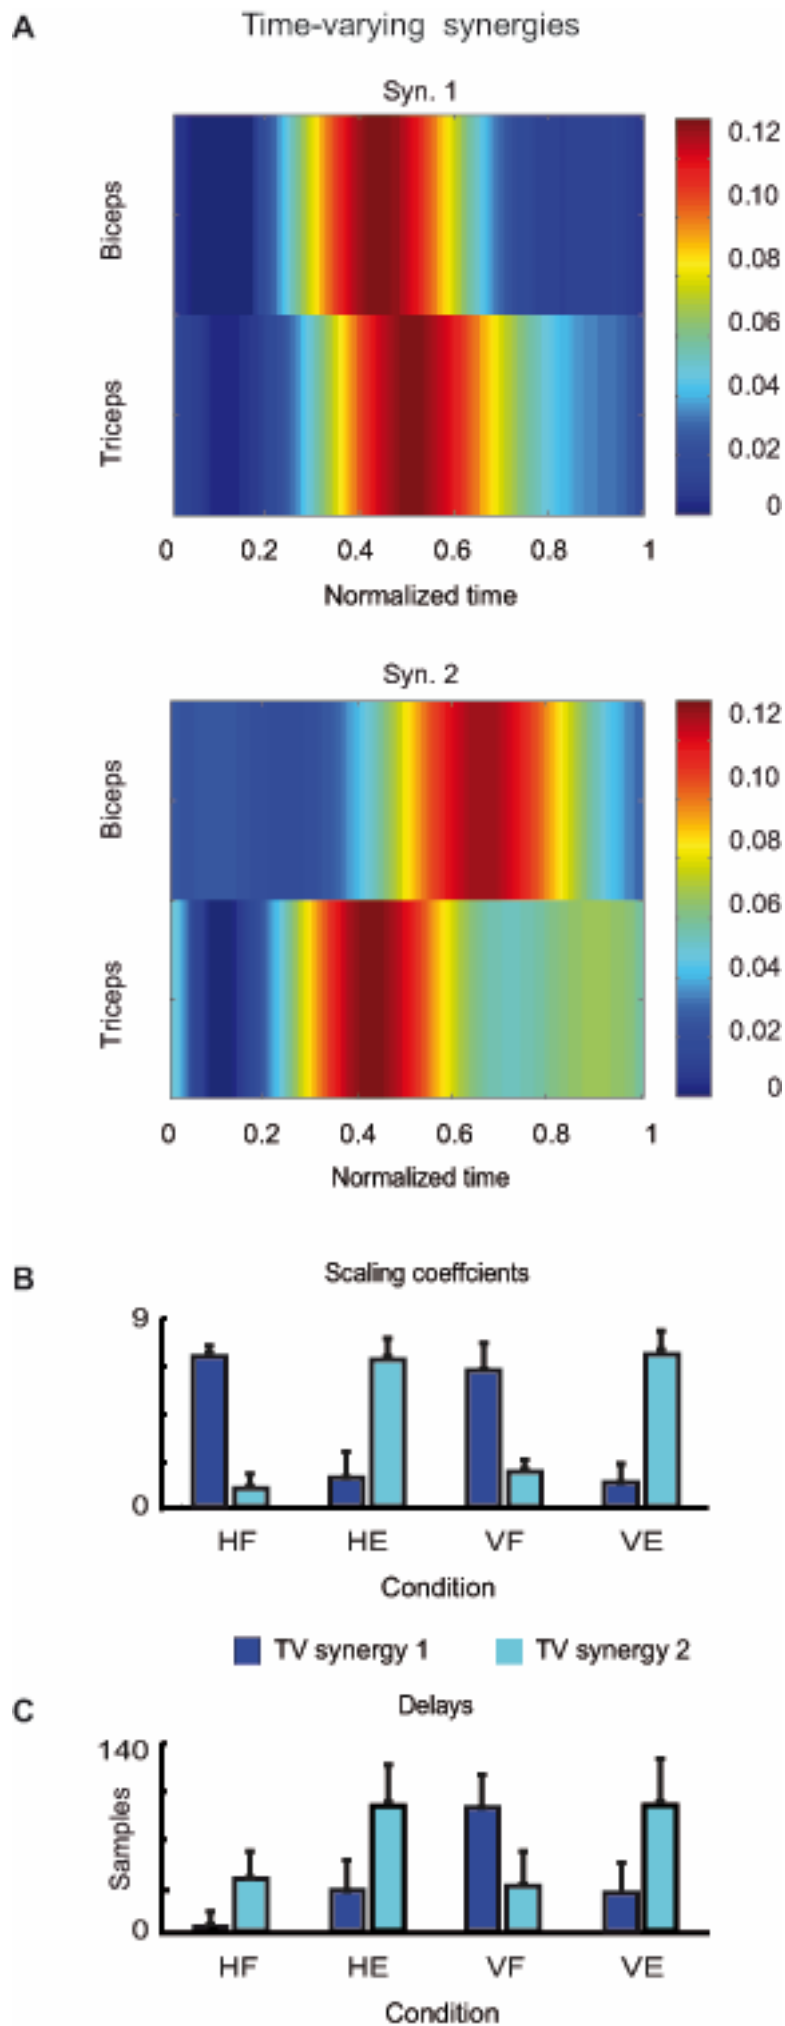 A
Time-varying synergies
Syn. 1
Biceps
Triceps
0.12
0.10
0.08
0.06
0.04
0.02
0
0 0.2 0.4 0.6 0.8 1
Normalized time
Syn. 2
Biceps
Triceps
0.12
0.10
0.08
0.06
0.04
0.02
0
0 0.2 0.4 0.6 0.8 1
Normalized time
B
Scaling coeffcients
9
0
HF HE VF VE
Condition
TV synergy 1 TV synergy 2
C
Delays
140
Samples
0
HF HE VF VE
Condition